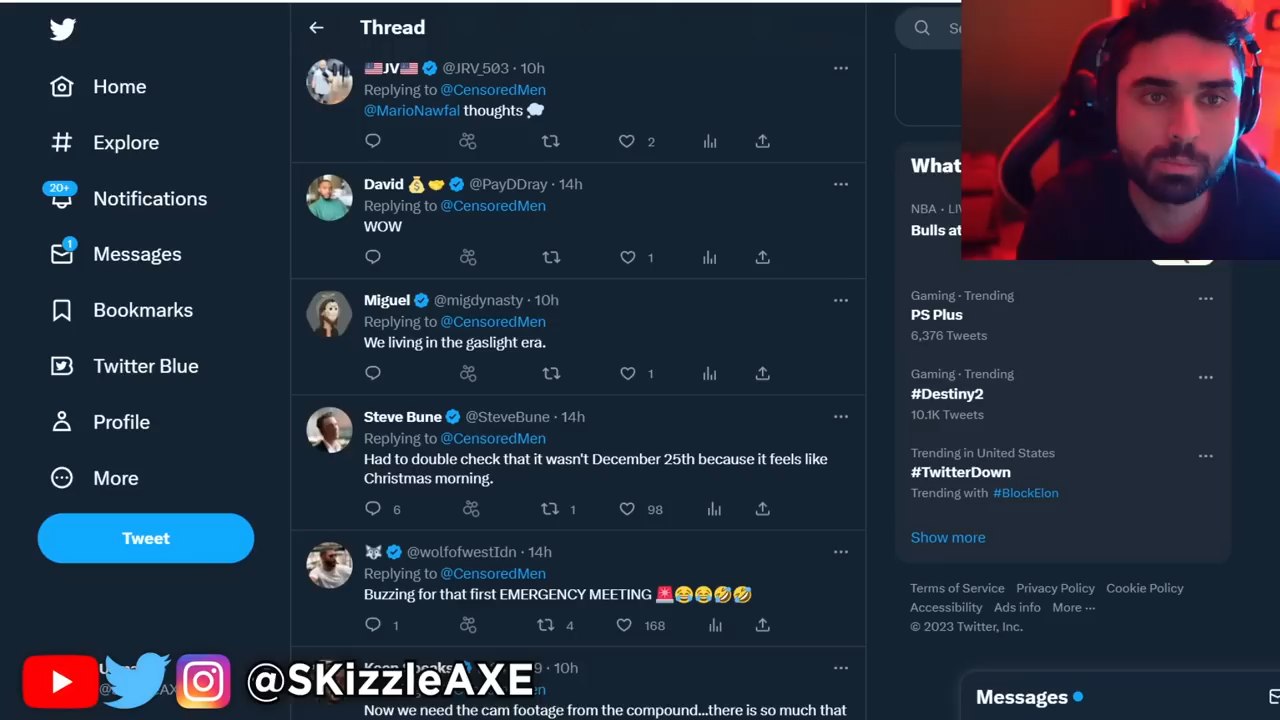 Home
Explore
20+
Notifications
1
Messages
Bookmarks
Twitter Blue
Profile
More
Tweet
Thread
🇺🇸JV🇺🇸 @JRV_503 · 10h
Replying to @CensoredMen
@MarioNawfal thoughts 💭
2
David 💰🤝 @PayDDray · 14h
Replying to @CensoredMen
WOW
1
Miguel @migdynasty · 10h
Replying to @CensoredMen
We living in the gaslight era.
1
Steve Bune @SteveBune · 14h
Replying to @CensoredMen
Had to double check that it wasn't December 25th because it feels like
Christmas morning.
6 1 98
🐺 @wolfofwestldn · 14h
Replying to @CensoredMen
Buzzing for that first EMERGENCY MEETING 🚨😂😂🤣🤣
1 4 168
· 10h
Now we need the cam footage from the compound...there is so much that
What
NBA ·
Bulls at
Gaming · Trending
PS Plus
6,376 Tweets
Gaming · Trending
#Destiny2
10.1K Tweets
Trending in United States
#TwitterDown
Trending with #BlockElon
Show more
Terms of Service Privacy Policy Cookie Policy
Accessibility Ads info More ···
© 2023 Twitter, Inc.
Messages
@SKizzleAXE